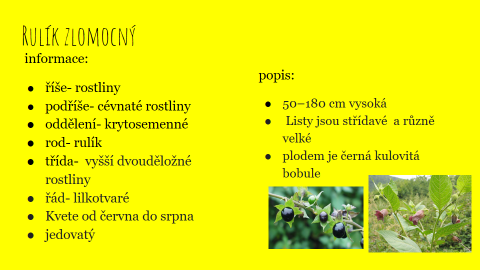 Rulík zlomocný
informace:
● říše- rostliny
● podříše- cévnaté rostliny
● oddělení- krytosemenné
● rod- rulík
● třída- vyšší dvouděložné
rostliny
● řád- lilkotvaré
● Kvete od června do srpna
● jedovatý
popis:
● 50–180 cm vysoká
● Listy jsou střídavé a různě
velké
● plodem je černá kulovitá
bobule